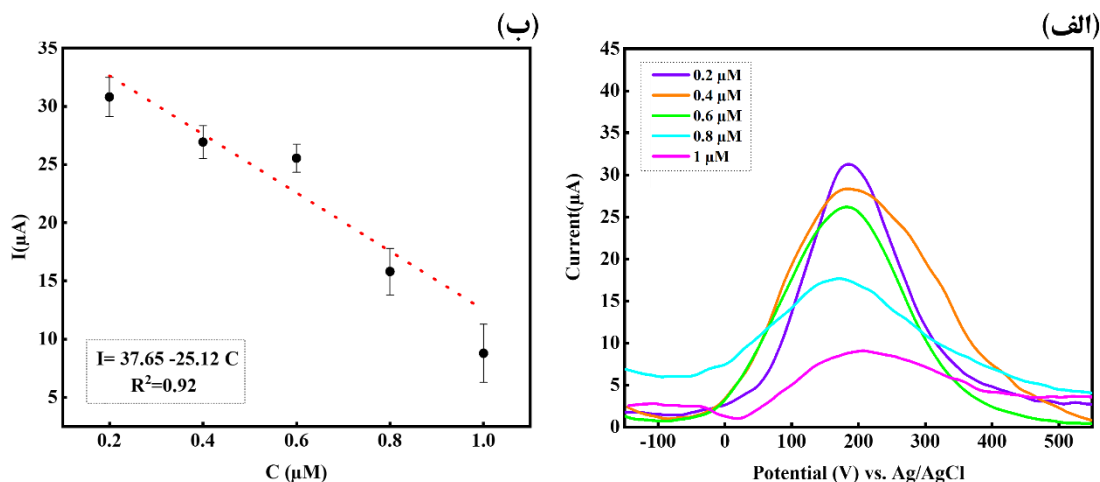 (الف)
45
40
35
30
25
20
15
10
5
0
-100 0 100 200 300 400 500
Current(µA)
Potential (V) vs. Ag/AgCl
0.2 µM
0.4 µM
0.6 µM
0.8 µM
1 µM
(ب)
35
30
25
20
15
10
5
0.2 0.4 0.6 0.8 1.0
I(µA)
C (µM)
I= 37.65 -25.12 C
R²=0.92